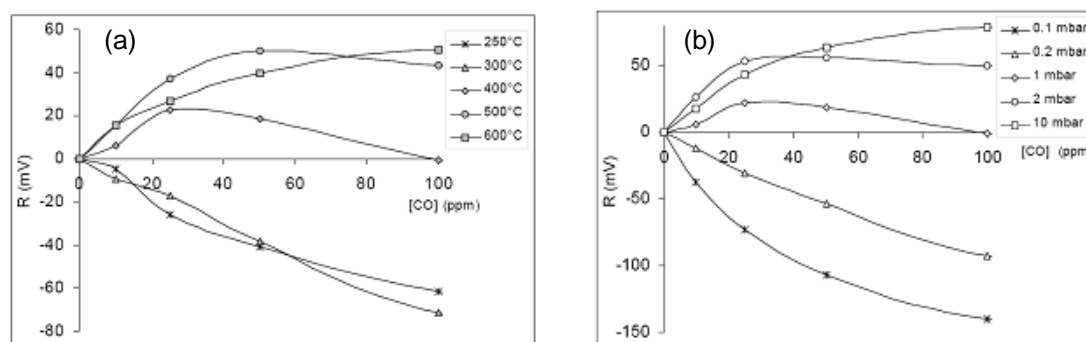 (a)
60
40
20
0
-20
-40
-60
-80
R (mV)
0
20
40
60
80
100
[CO] (ppm)
250°C
300°C
400°C
500°C
600°C
(b)
50
0
-50
-100
-150
R (mV)
0
20
40
60
80
100
[CO] (ppm)
0.1 mbar
0.2 mbar
1 mbar
2 mbar
10 mbar